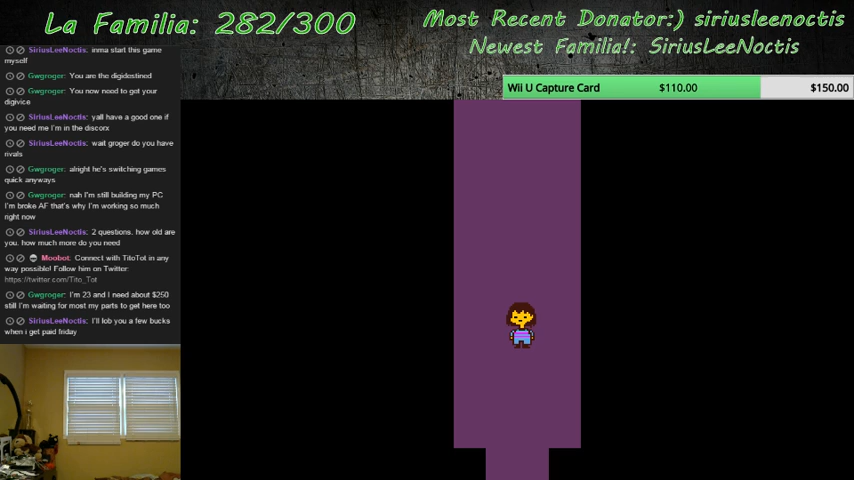 La Familia: 282/300
Most Recent Donator:) siriusleenoctis
Newest Familia!: SiriusLeeNoctis
Wii U Capture Card $110.00 $150.00
SiriusLeeNoctis: inma start this game
myself
Gwgroger: You are the digidestined
Gwgroger: You now need to get your
digivice
SiriusLeeNoctis: yall have a good one if
you need me I'm in the discorx
SiriusLeeNoctis: wait groger do you have
rivals
Gwgroger: alright he's switching games
quick anyways
Gwgroger: nah I'm still building my PC
I'm broke AF that's why I'm working so much
right now
SiriusLeeNoctis: 2 questions. how old are
you. how much more do you need
Moobot: Connect with TitoTot in any
way possible! Follow him on Twitter:
https://twitter.com/Tito_Tot
Gwgroger: I'm 23 and I need about $250
still I'm waiting for most my parts to get here too
SiriusLeeNoctis: I'll lob you a few bucks
when i get paid friday